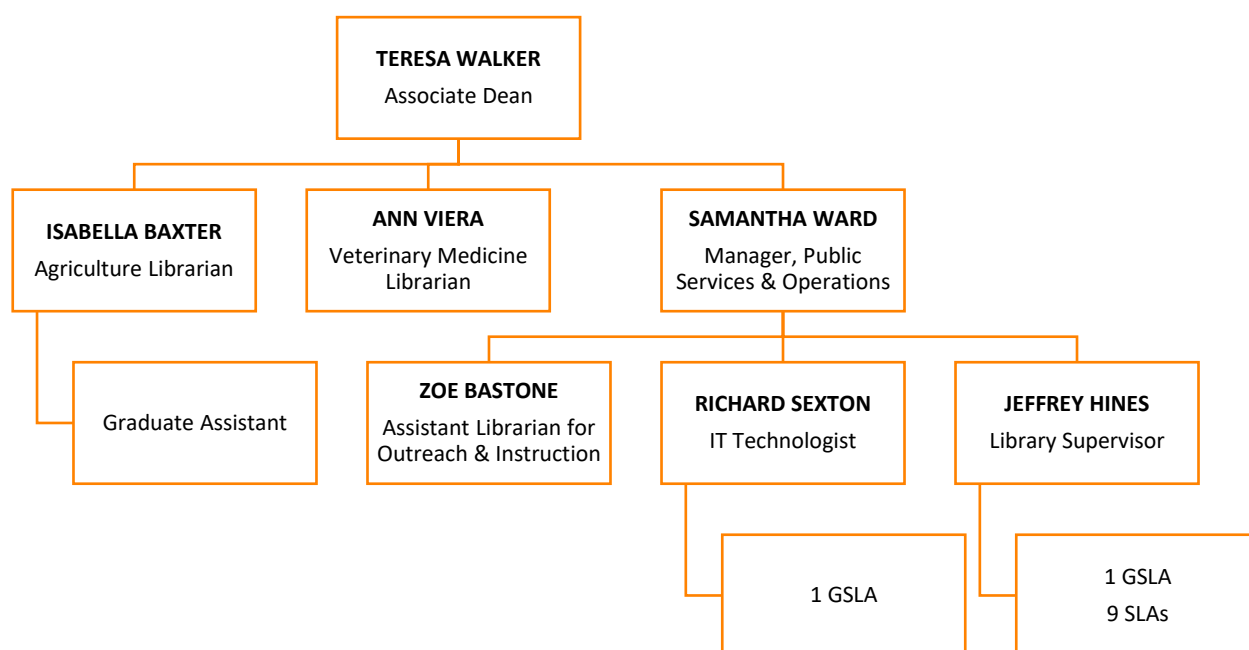 TERESA WALKER
Associate Dean
ISABELLA BAXTER
Agriculture Librarian
ANN VIERA
Veterinary Medicine
Librarian
SAMANTHA WARD
Manager, Public
Services & Operations
Graduate Assistant
ZOE BASTONE
Assistant Librarian for
Outreach & Instruction
RICHARD SEXTON
IT Technologist
JEFFREY HINES
Library Supervisor
1 GSLA
1 GSLA
9 SLAs